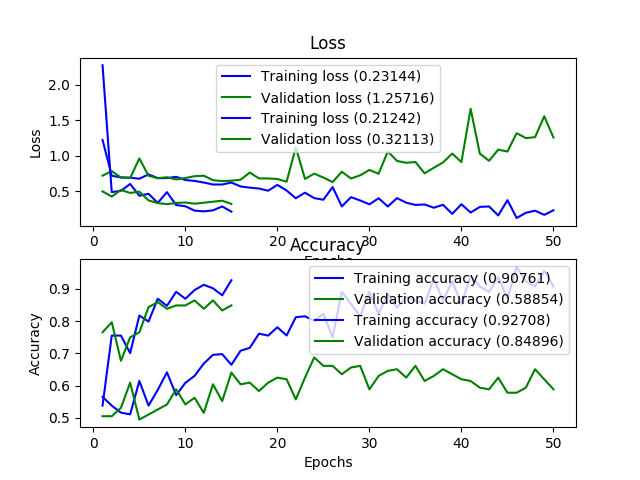 Loss
Training loss (0.23144)
Validation loss (1.25716)
Training loss (0.21242)
Validation loss (0.32113)
Loss
2.0
1.5
1.0
0.5
0 10 20 30 40 50
Epochs
Accuracy
Training accuracy (0.90761)
Validation accuracy (0.58854)
Training accuracy (0.92708)
Validation accuracy (0.84896)
Accuracy
0.9
0.8
0.7
0.6
0.5
0 10 20 30 40 50
Epochs